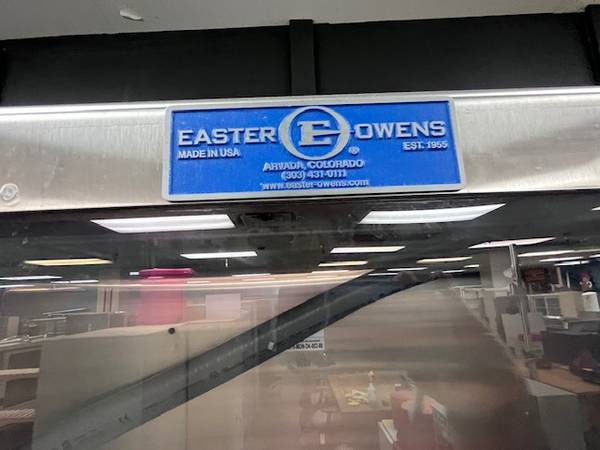 EASTER E OWENS
MADE IN USA
EST. 1955
®
ARVADA, COLORADO
(303) 431-0111
www.easter-owens.com